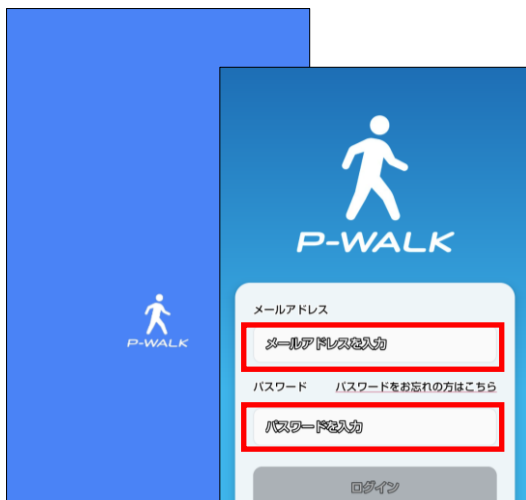 P-WALK
P-WALK
メールアドレス
メールアドレスを入力
パスワード パスワードをお忘れの方はこちら
パスワードを入力
ログイン